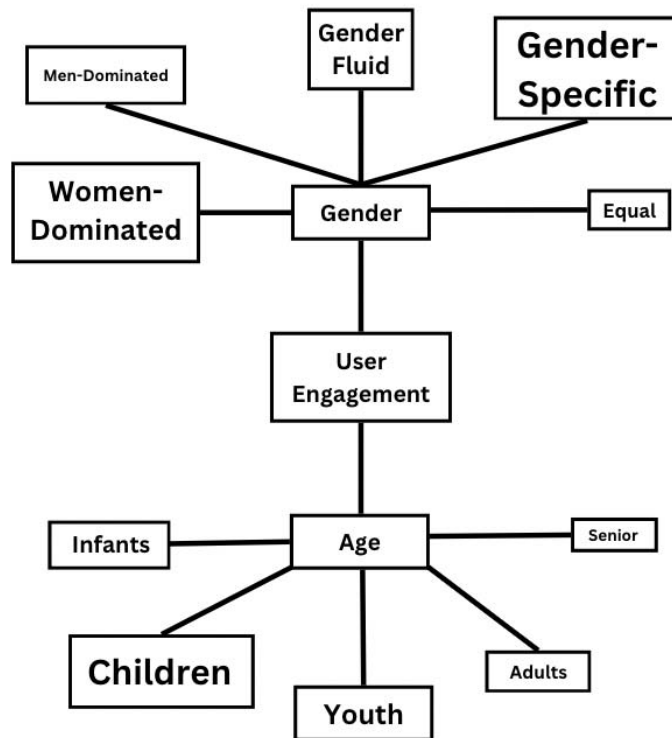 Gender
Fluid
Gender-
Specific
Men-Dominated
Women-
Dominated
Gender
Equal
User
Engagement
Infants
Age
Senior
Children
Adults
Youth